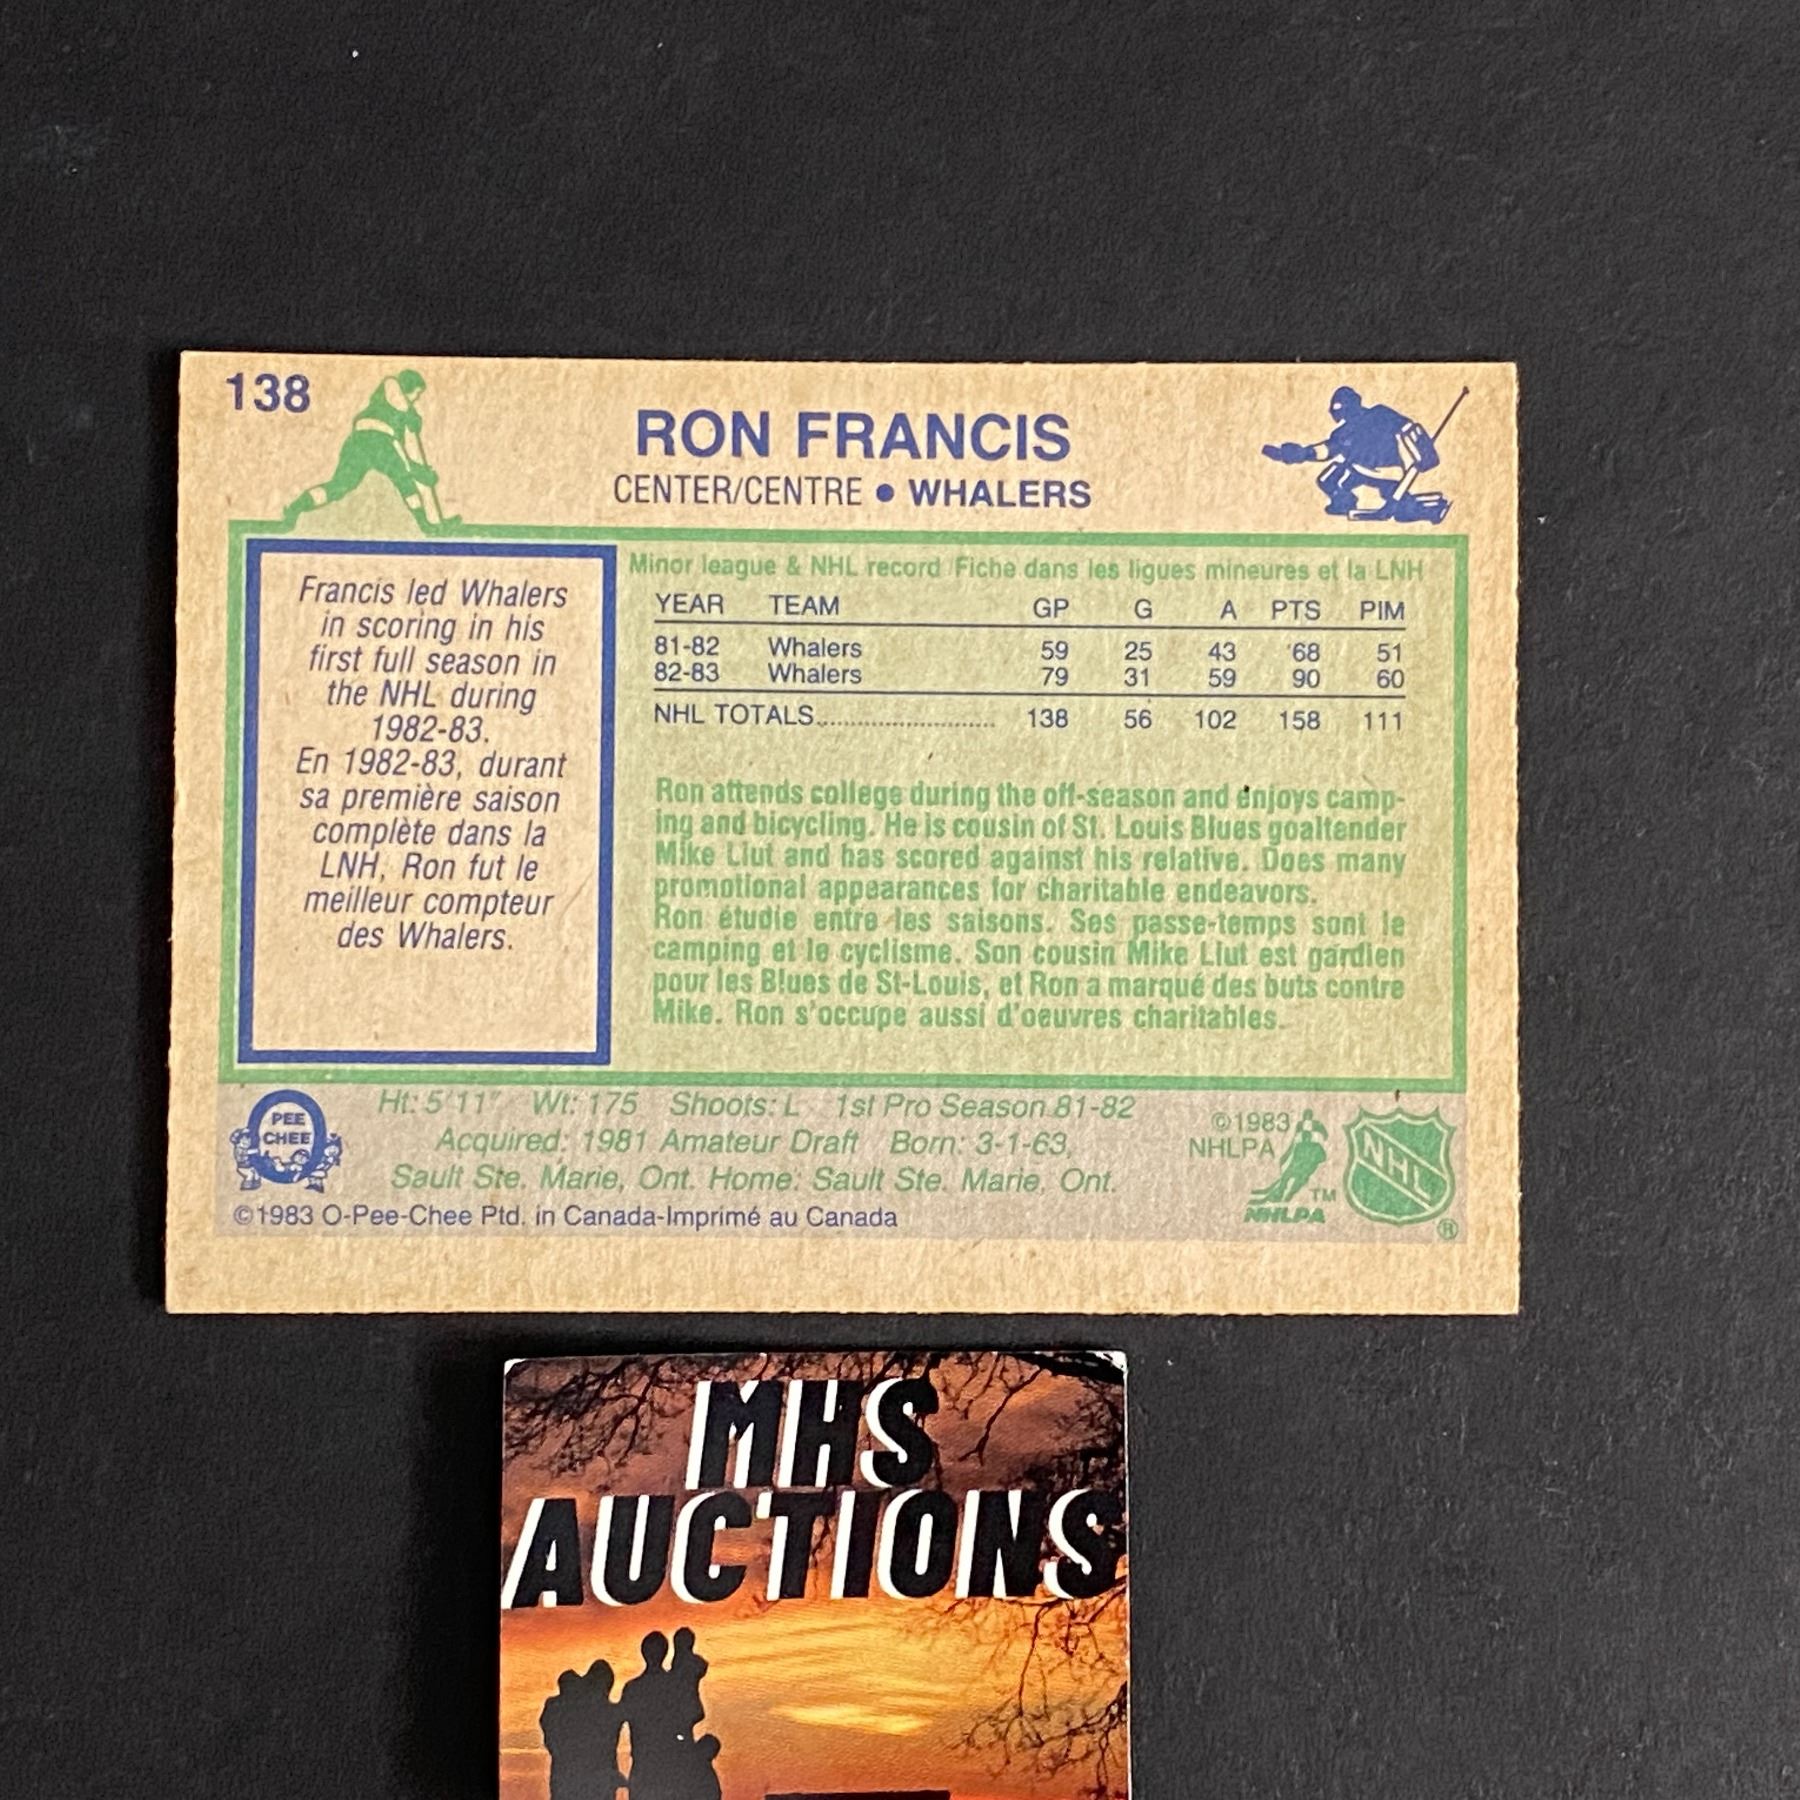 138
RON FRANCIS
CENTER/CENTRE • WHALERS
Francis led Whalers
in scoring in his
first full season in
the NHL during
1982-83.
En 1982-83, durant
sa première saison
complète dans la
LNH, Ron fut le
meilleur compteur
des Whalers.
Minor league & NHL record Fiche dans les ligues mineures et la LNH
YEAR TEAM GP G A PTS PIM
81-82 Whalers 59 25 43 68 51
82-83 Whalers 79 31 59 90 60
NHL TOTALS........................ 138 56 102 158 111
Ron attends college during the off-season and enjoys camp-
ing and bicycling. He is cousin of St. Louis Blues goaltender
Mike Liut and has scored against his relative. Does many
promotional appearances for charitable endeavors.
Ron étudie entre les saisons. Ses passe-temps sont le
camping et le cyclisme. Son cousin Mike Liut est gardien
pour les Blues de St-Louis, et Ron a marqué des buts contre
Mike. Ron s'occupe aussi d'oeuvres charitables.
PEE
CHEE
Ht: 5'11" Wt: 175 Shoots: L 1st Pro Season 81-82
Acquired: 1981 Amateur Draft Born: 3-1-63,
Sault Ste. Marie, Ont. Home: Sault Ste. Marie, Ont.
©1983 O-Pee-Chee Ptd. in Canada-Imprimé au Canada
©1983
NHLPA
TM
NHLPA
NHL
®
MHS
AUCTIONS